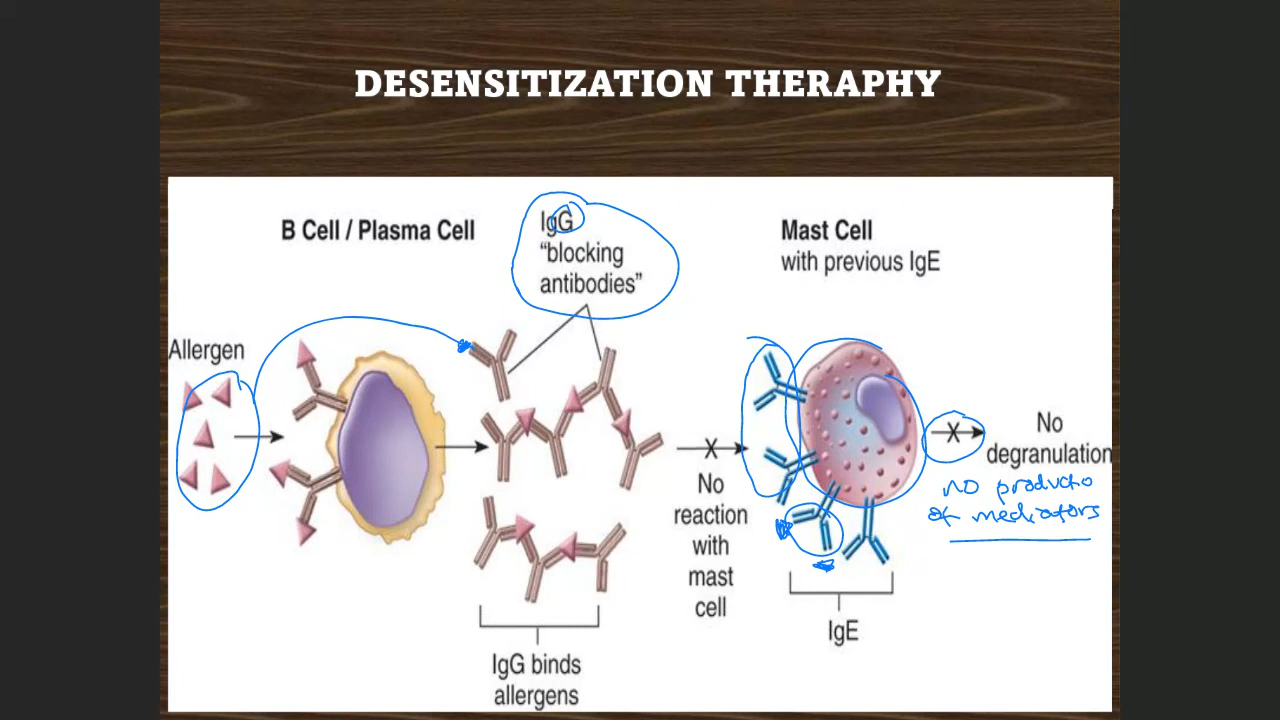 DESENSITIZATION THERAPHY
B Cell / Plasma Cell
IgG
“blocking
antibodies”
Mast Cell
with previous IgE
Allergen
No
reaction
with
mast
cell
No
degranulation
NO producto
of mediators
IgE
IgG binds
allergens